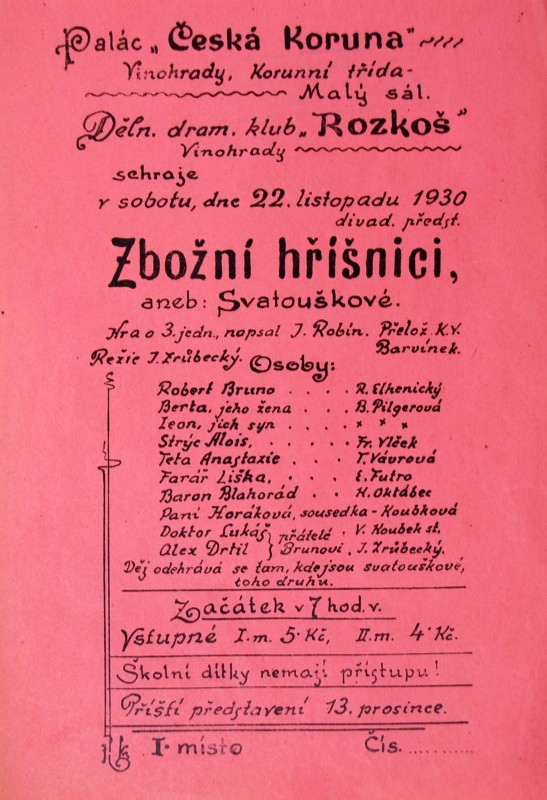 Palác „Česká Koruna"
Vinohrady, Korunní třída-
Malý sál.
Děln. dram. klub „Rozkoš"
Vinohrady
sehraje
v sobotu, dne 22. listopadu 1930
divad. předst.
Zbožní hříšnici,
aneb: Svatouškové.
Hra o 3. jedn., napsal J. Robin. Přelož. K.V.
Barvínek.
Režie J. Zrůbecký. Osoby:
Robert Bruno . . . . R. Elhenický
Berta, jeho žena . . . B. Pilgerová
Leon, jich syn . . . . × × ×
Strýc Alois, . . . . . . Fr. Vlček
Teta Anastazie . . . T. Vávrová
Farář Liška, . . . . E. Futro
Baron Blahorád . . H. Oktábec
Paní Horáková, sousedka - Koubková
Doktor Lukáš } přátelé . V. Koubek st.
Alex Drtil } Brunovi . J. Zrůbecký.
Děj odehrává se tam, kde jsou svatouškové,
toho druhu.
Začátek v 7 hod. v.
Vstupné I. m. 5 Kč, II. m. 4 Kč.
Školní dítky nemají přístupu!
Příští představení 13. prosince.
I. místo Čís. ..........